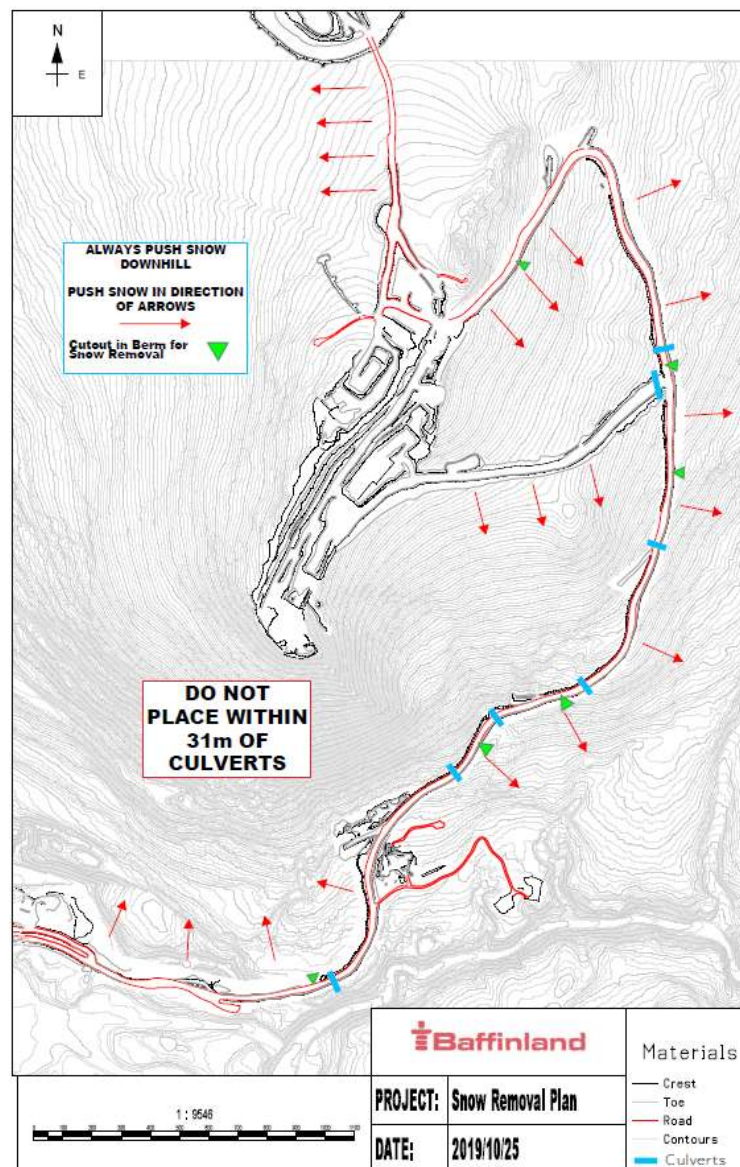 N
E
ALWAYS PUSH SNOW
DOWNHILL
PUSH SNOW IN DIRECTION
OF ARROWS
Cutout in Berm for
Snow Removal
DO NOT
PLACE WITHIN
31m OF
CULVERTS
Baffinland
PROJECT: Snow Removal Plan
DATE: 2019/10/25
Materials
Crest
Toe
Road
Contours
Culverts
1 : 9546